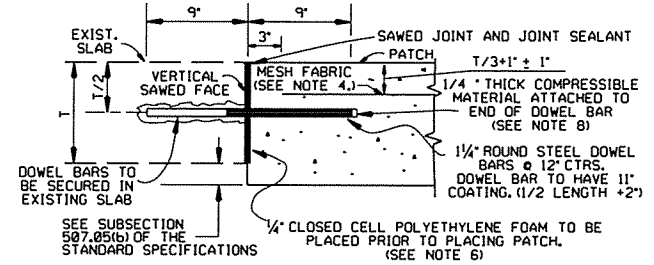 9"
9"
3"
SAWED JOINT AND JOINT SEALANT
EXIST.
SLAB
PATCH
T/3+1" ± 1"
T/2
T
VERTICAL
SAWED FACE
MESH FABRIC
(SEE NOTE 4.)
1/4 " THICK COMPRESSIBLE
MATERIAL ATTACHED TO
END OF DOWEL BAR
(SEE NOTE 8)
1¼" ROUND STEEL DOWEL
BARS @ 12" CTRS.
DOWEL BAR TO HAVE 11"
COATING. (1/2 LENGTH +2")
DOWEL BARS TO
BE SECURED IN
EXISTING SLAB
SEE SUBSECTION
507.05(b) OF THE
STANDARD SPECIFICATIONS
¼" CLOSED CELL POLYETHYLENE FOAM TO BE
PLACED PRIOR TO PLACING PATCH.
(SEE NOTE 6)